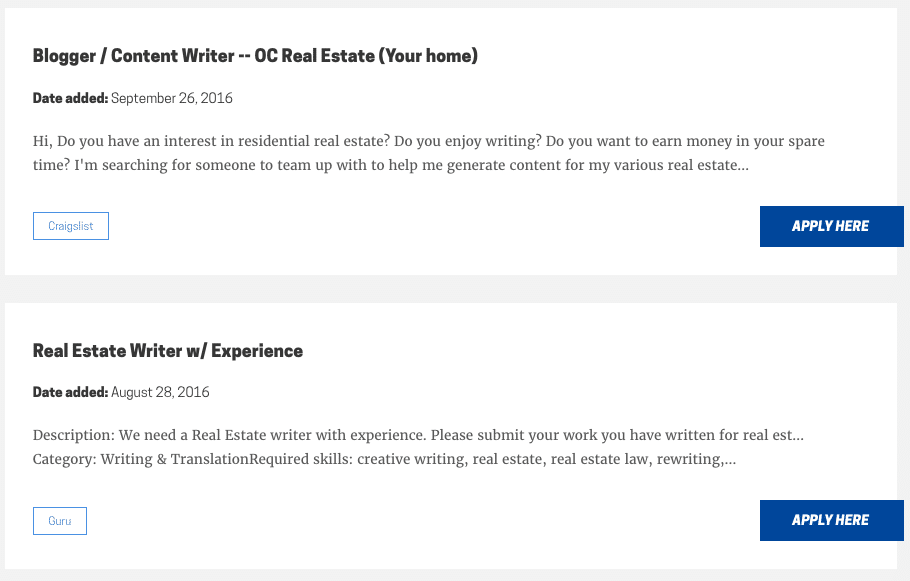 Blogger / Content Writer -- OC Real Estate (Your home)
Date added: September 26, 2016
Hi, Do you have an interest in residential real estate? Do you enjoy writing? Do you want to earn money in your spare
time? I'm searching for someone to team up with to help me generate content for my various real estate...
Craigslist
APPLY HERE
Real Estate Writer w/ Experience
Date added: August 28, 2016
Description: We need a Real Estate writer with experience. Please submit your work you have written for real est...
Category: Writing & TranslationRequired skills: creative writing, real estate, real estate law, rewriting,...
Guru
APPLY HERE